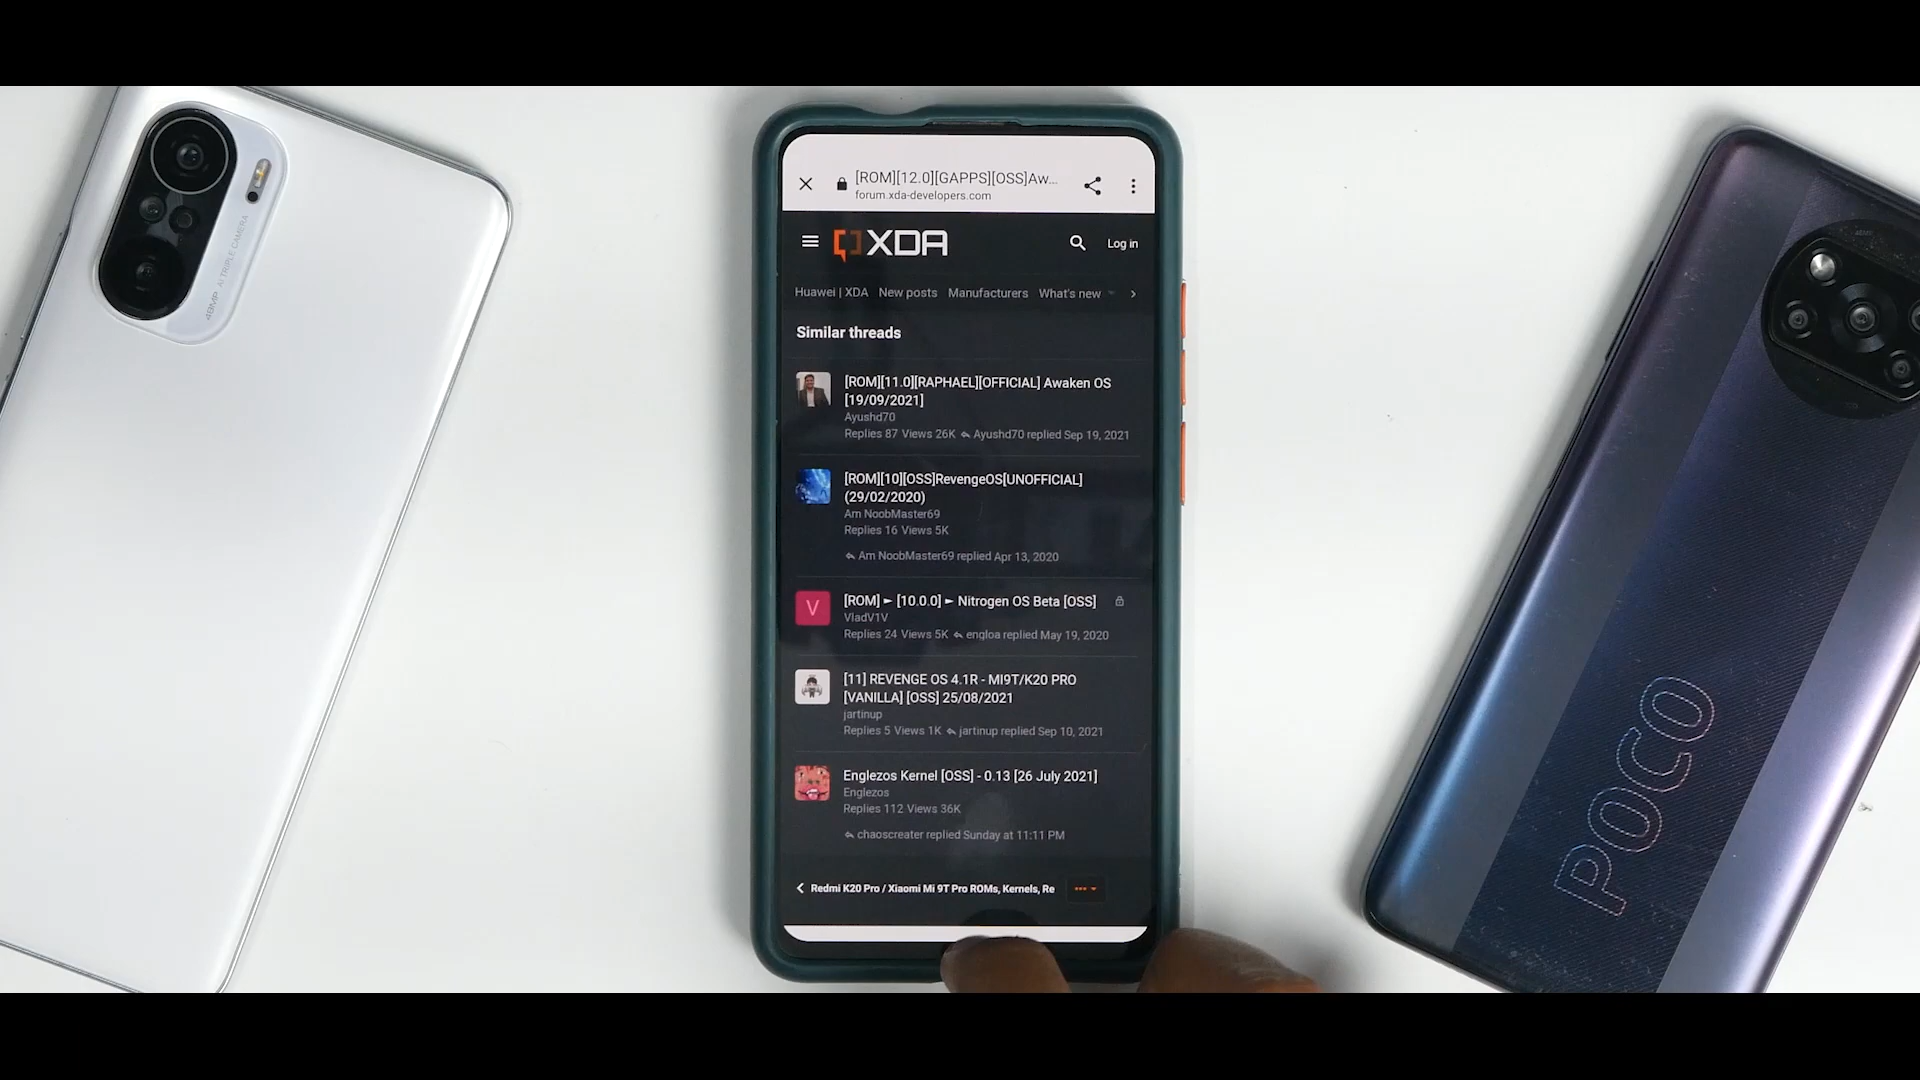 48MP AI TRIPLE CAMERA
[ROM][12.0][GAPPS][OSS]Aw...
forum.xda-developers.com
XDA
Log in
Huawei | XDA New posts Manufacturers What's new
Similar threads
[ROM][11.0][RAPHAEL][OFFICIAL] Awaken OS
[19/09/2021]
Ayushd70
Replies 87 Views 26K Ayushd70 replied Sep 19, 2021
[ROM][10][OSS]RevengeOS[UNOFFICIAL]
(29/02/2020)
Am NoobMaster69
Replies 16 Views 5K
Am NoobMaster69 replied Apr 13, 2020
V
[ROM] ► [10.0.0] ► Nitrogen OS Beta [OSS]
VladV1V
Replies 24 Views 5K engloa replied May 19, 2020
[11] REVENGE OS 4.1R - MI9T/K20 PRO
[VANILLA] [OSS] 25/08/2021
jartinup
Replies 5 Views 1K jartinup replied Sep 10, 2021
Englezos Kernel [OSS] - 0.13 [26 July 2021]
Englezos
Replies 112 Views 36K
chaoscreater replied Sunday at 11:11 PM
Redmi K20 Pro / Xiaomi Mi 9T Pro ROMs, Kernels, Re
POCO